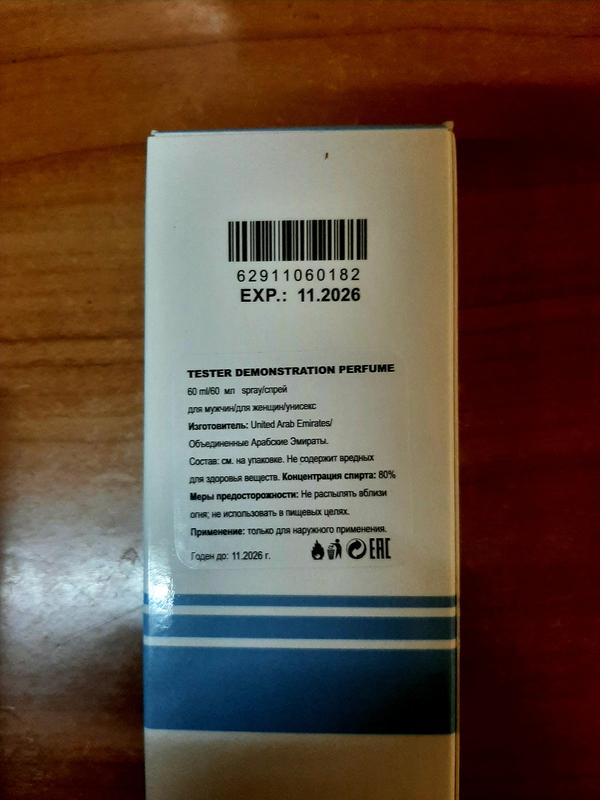 62911060182
EXP.: 11.2026
TESTER DEMONSTRATION PERFUME
60 ml/60 мл spray/спрей
для мужчин/для женщин/унисекс
Изготовитель: United Arab Emirates/
Объединенные Арабские Эмираты.
Состав: см. на упаковке. Не содержит вредных
для здоровья веществ. Концентрация спирта: 80%
Меры предосторожности: Не распылять вблизи
огня; не использовать в пищевых целях.
Применение: только для наружного применения.
Годен до: 11.2026 г. EAC